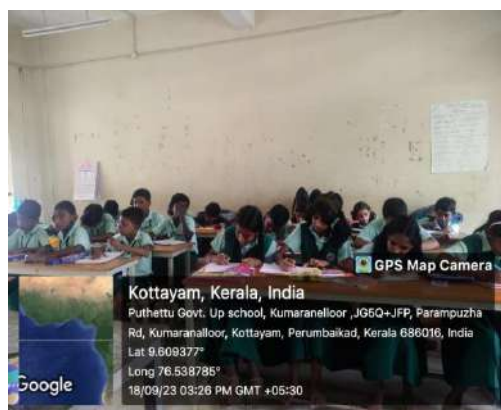 GPS Map Camera
Kottayam, Kerala, India
Puthettu Govt. Up school, Kumaranelloor ,JG5Q+JFP, Parampuzha
Rd, Kumaranalloor, Kottayam, Perumbaikad, Kerala 686016, India
Lat 9.609377°
Long 76.538785°
18/09/23 03:26 PM GMT +05:30
Google